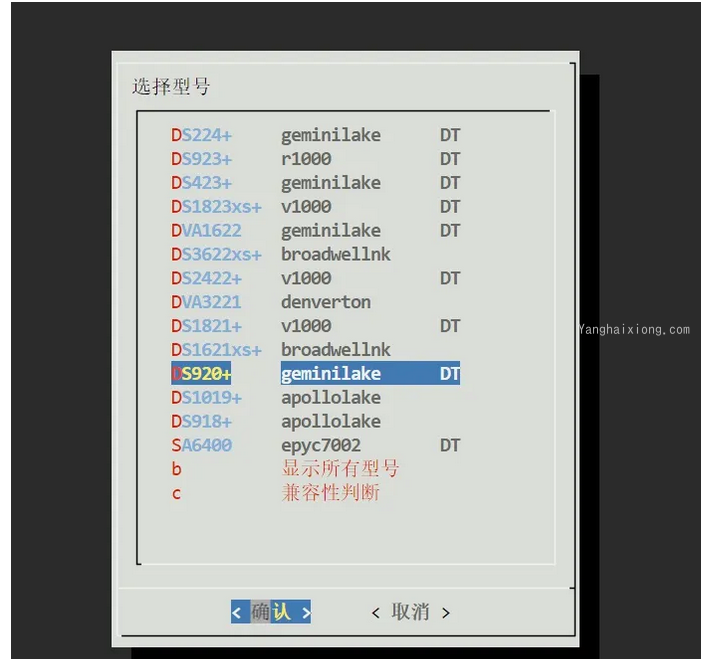 选择型号
DS224+ geminilake DT
DS923+ r1000 DT
DS423+ geminilake DT
DS1823xs+ v1000 DT
DVA1622 geminilake DT
DS3622xs+ broadwellnk
DS2422+ v1000 DT
DVA3221 denverton
DS1821+ v1000 DT
Yanghaixiong.com
DS1621xs+ broadwellnk
DS920+ geminilake DT
DS1019+ apollolake
DS918+ apollolake
SA6400 epyc7002 DT
b 显示所有型号
c 兼容性判断
< 确认 > < 取消 >